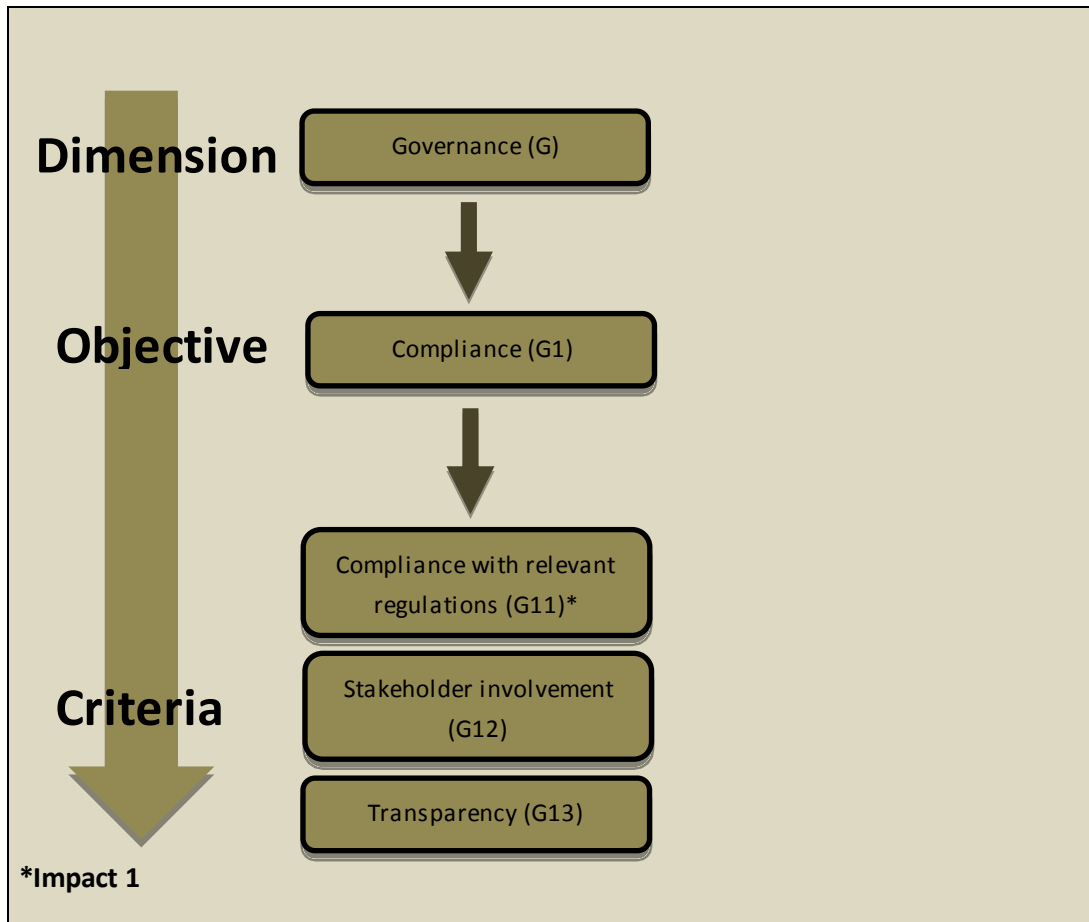 Dimension
Governance (G)
Objective
Compliance (G1)
Compliance with relevant
regulations (G11)*
Criteria
Stakeholder involvement
(G12)
Transparency (G13)
*Impact 1